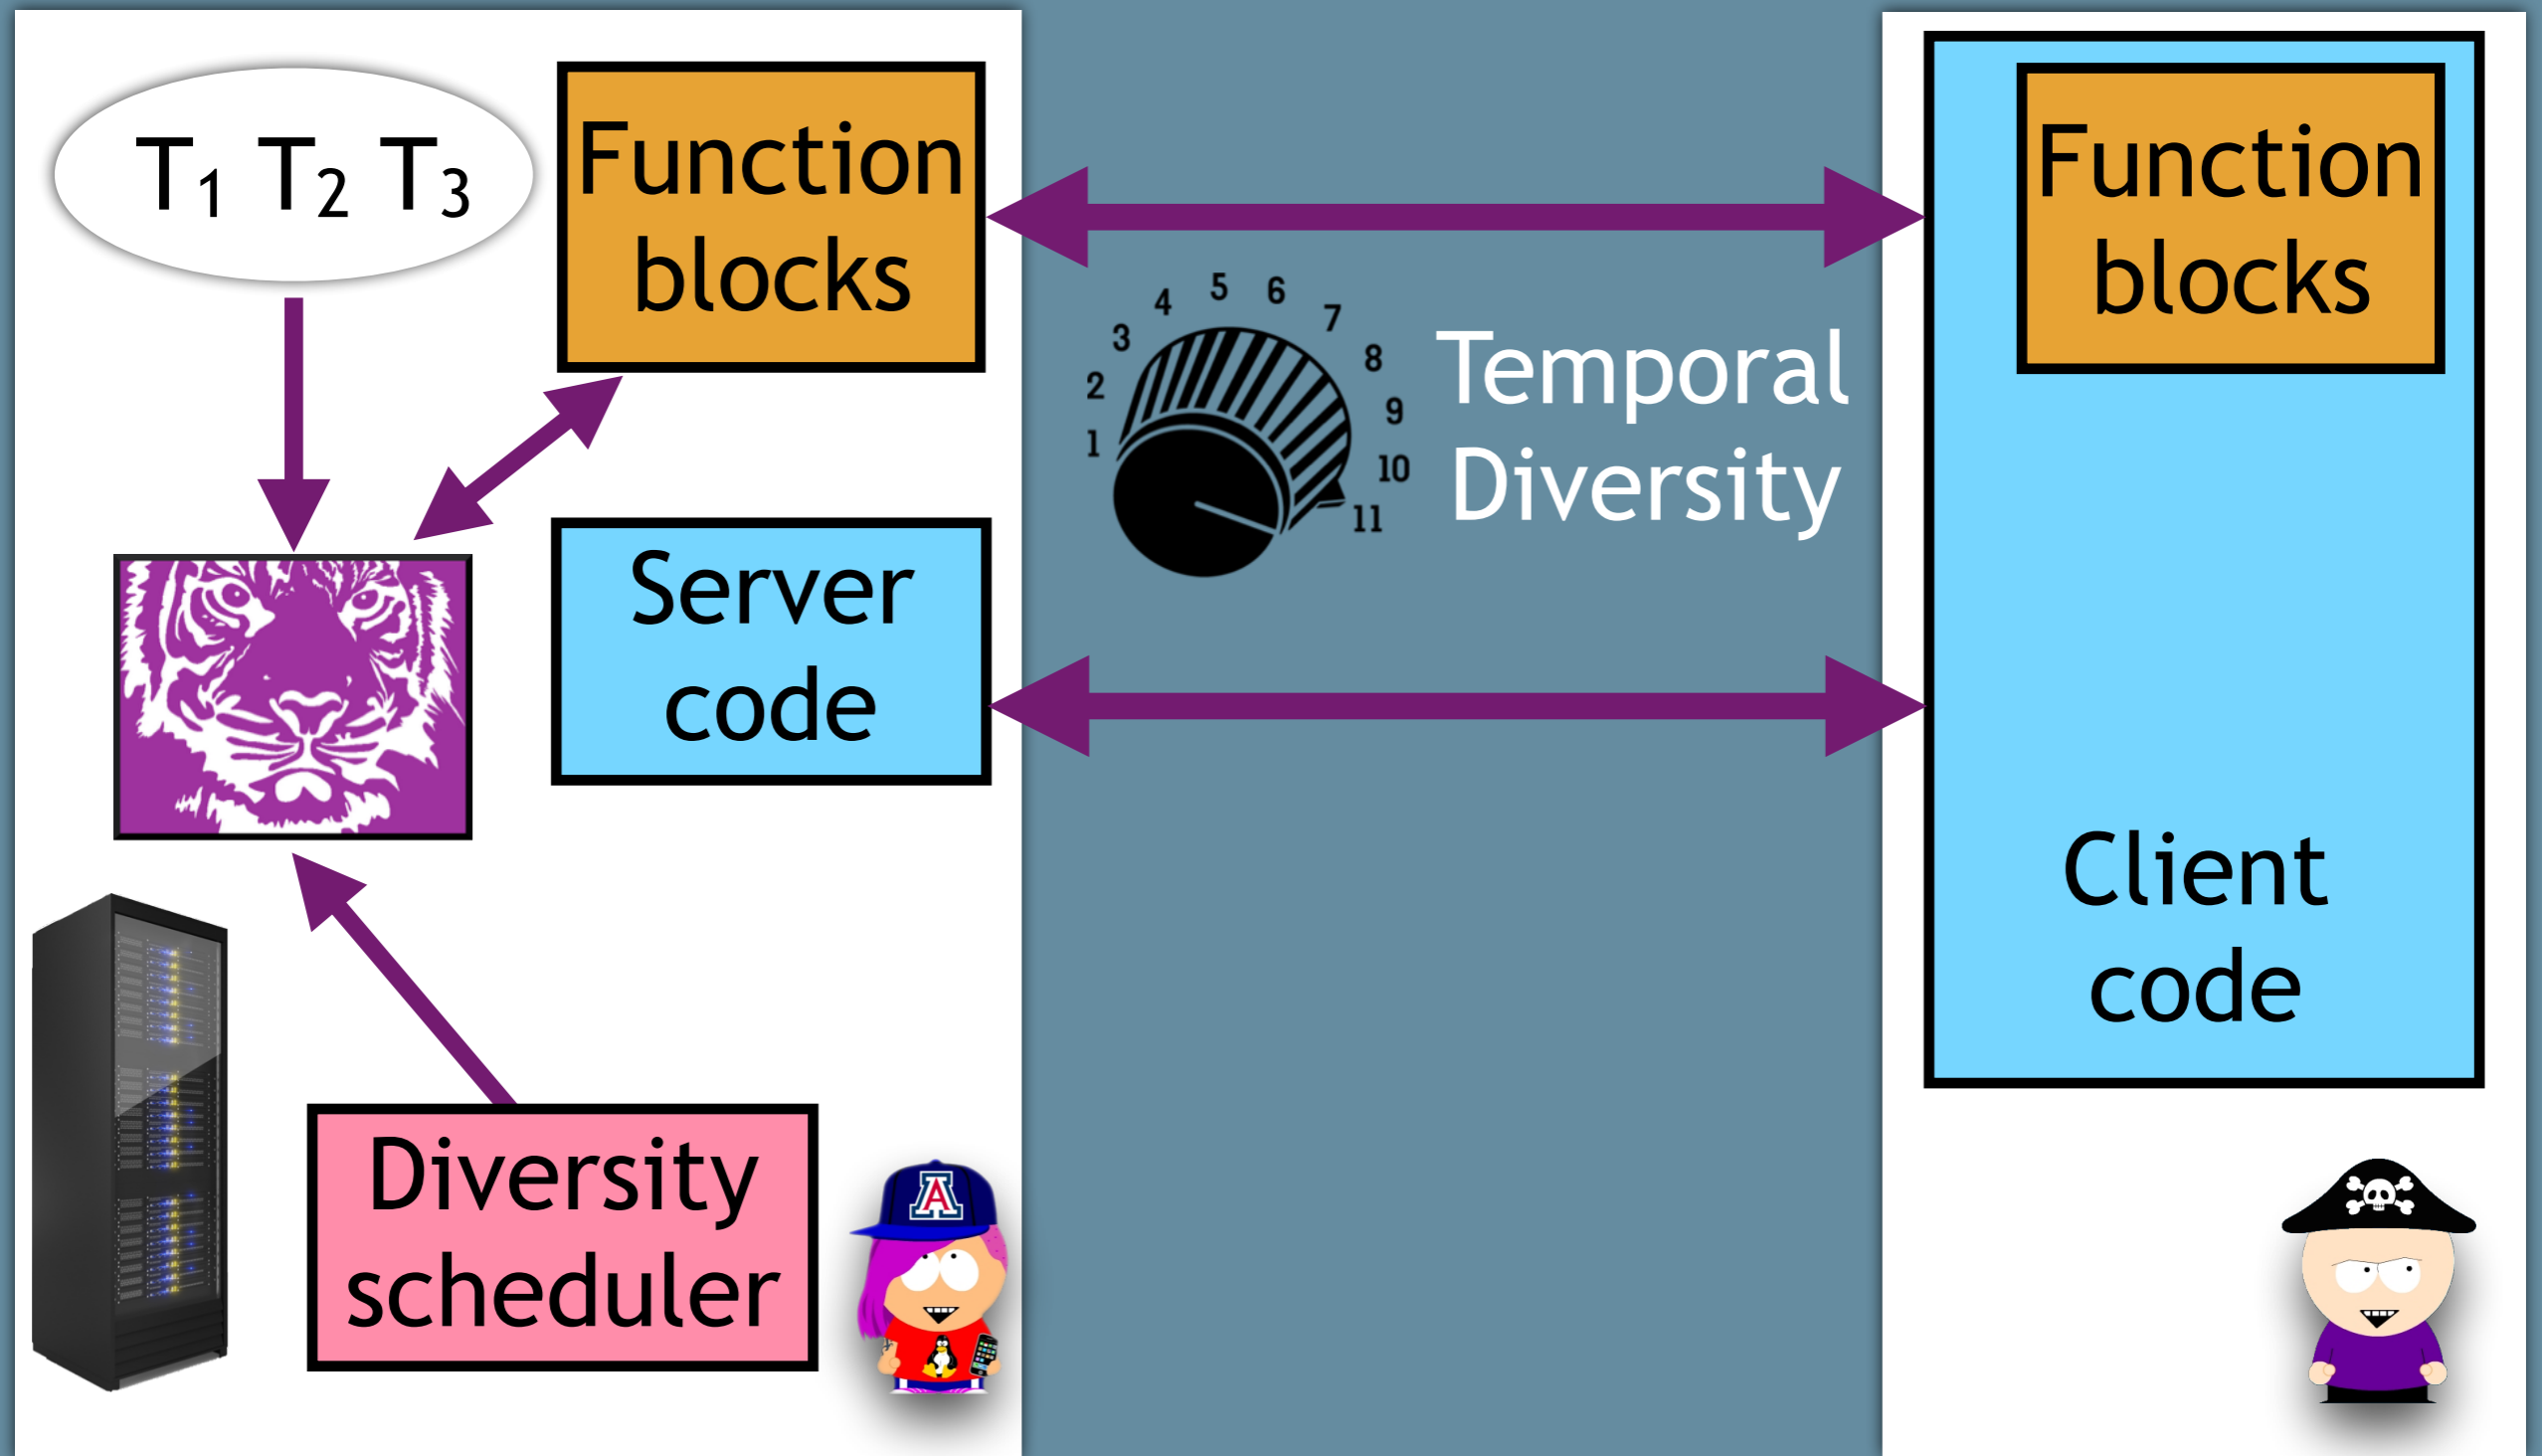 T₁ T₂ T₃
Function
blocks
Server
code
Diversity
scheduler
A
1
2
3
4
5
6
7
8
9
10
11
Temporal
Diversity
Function
blocks
Client
code